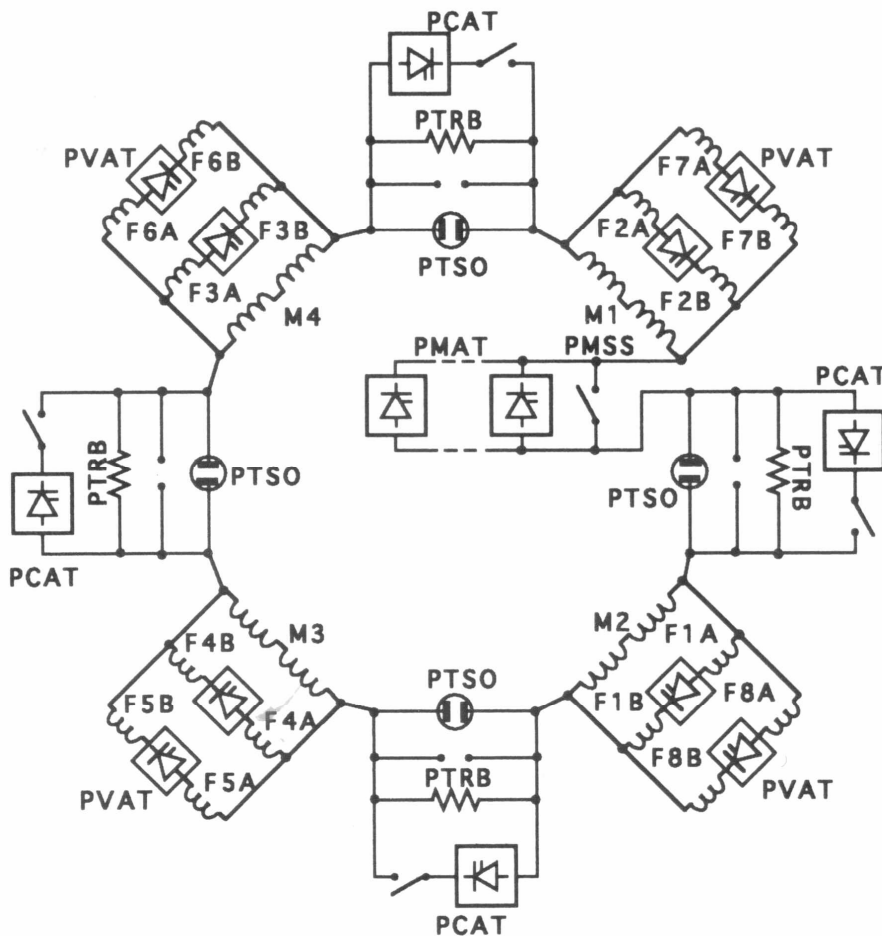 PCAT
PTRB
PVAT
F6B
F7A
PVAT
F6A
F3B
F2A
F7B
F3A
PTSO
F2B
M4
M1
PMAT
PMSS
PCAT
PTRB
PTSO
PTSO
PTRB
PCAT
M3
M2
F4B
F1A
F5B
F4A
PTSO
F1B
F8A
F5A
F8B
PVAT
PTRB
PVAT
PCAT